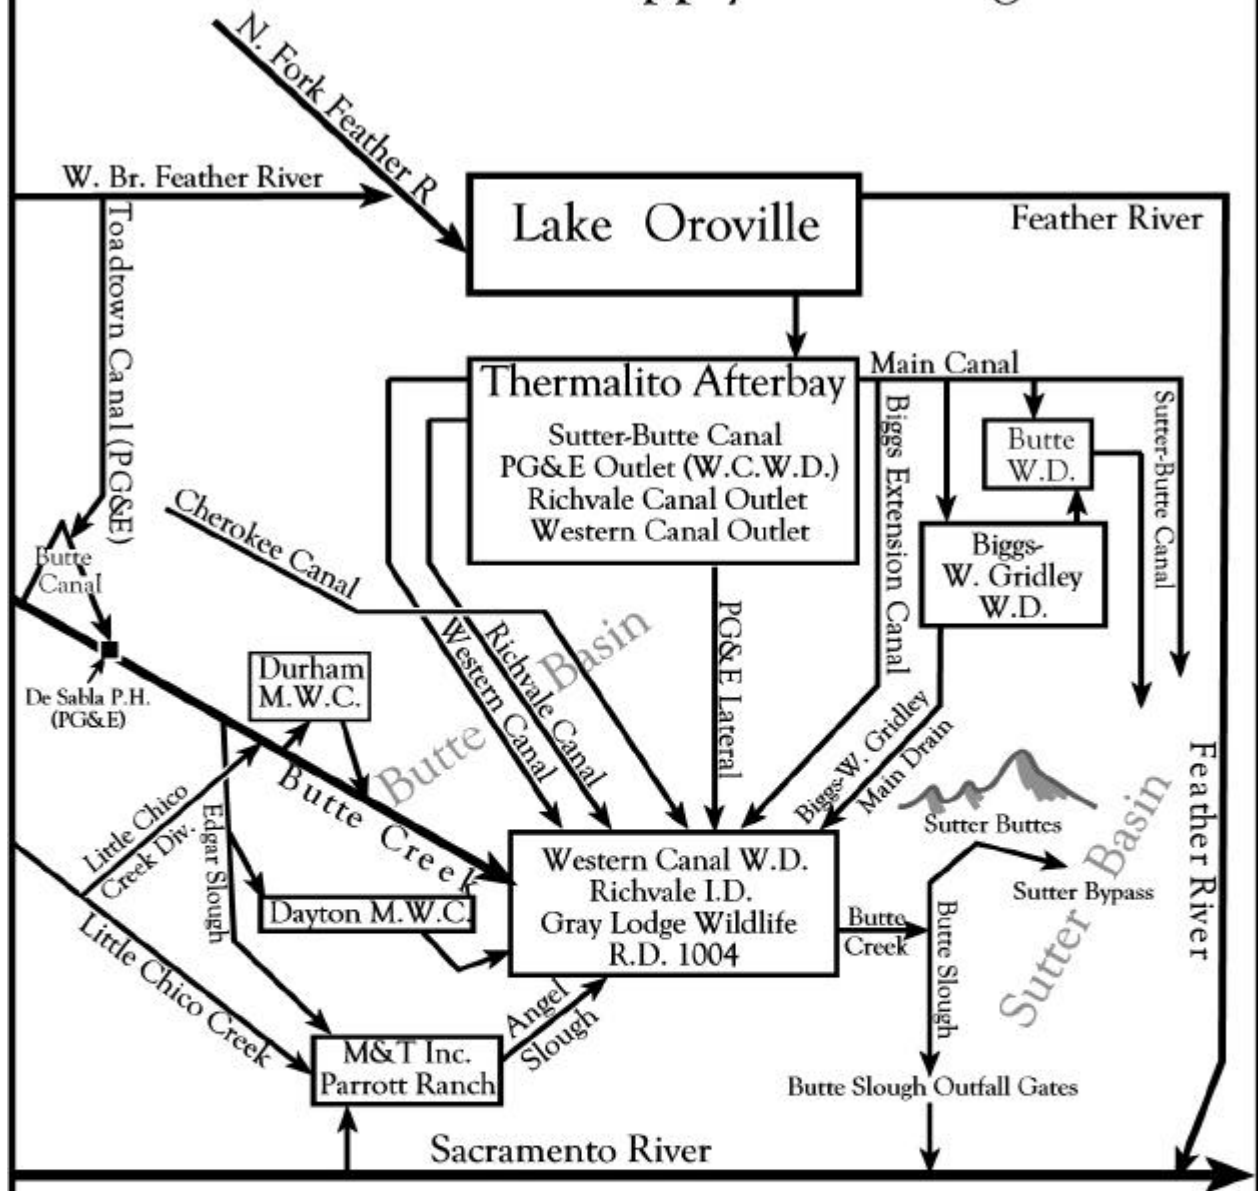 N. Fork Feather R
W. Br. Feather River
Lake Oroville
Feather River
Toadtown Canal (PG&E)
Thermalito Afterbay
Sutter-Butte Canal
PG&E Outlet (W.C.W.D.)
Richvale Canal Outlet
Western Canal Outlet
Main Canal
Biggs Extension Canal
Butte
W.D.
Sutter-Butte Canal
Biggs-
W. Gridley
W.D.
Cherokee Canal
Butte
Canal
De Sabla P.H.
(PG&E)
Durham
M.W.C.
Western Canal
Richvale Canal
Butte Basin
PG&E Lateral
Biggs-W. Gridley
Main Drain
Sutter Buttes
Sutter Basin
Feather River
Little Chico
Creek Div.
Edgar Slough
Butte Creek
Dayton M.W.C.
Western Canal W.D.
Richvale I.D.
Gray Lodge Wildlife
R.D. 1004
Butte
Creek
Butte Slough
Sutter Bypass
Little Chico Creek
Angel
Slough
M&T Inc.
Parrott Ranch
Butte Slough Outfall Gates
Sacramento River